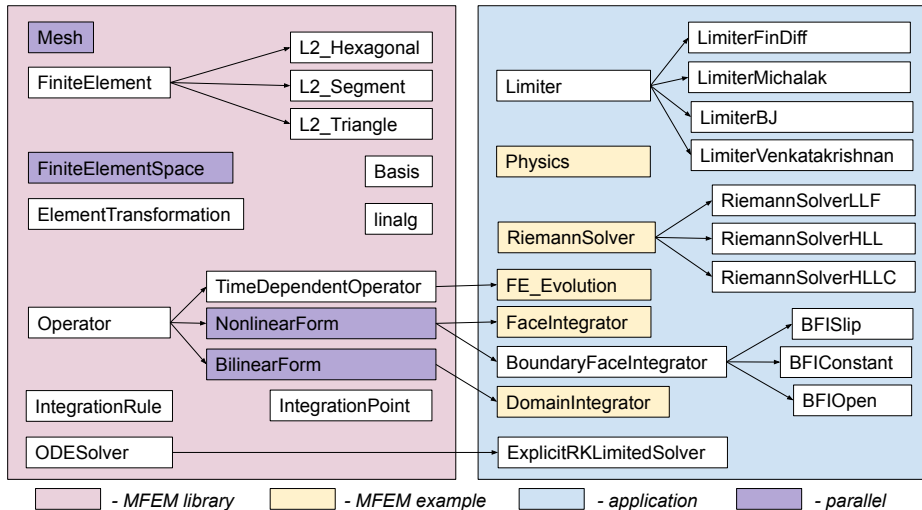 Mesh
FiniteElement
L2_Hexagonal
L2_Segment
L2_Triangle
FiniteElementSpace
Basis
ElementTransformation
linalg
TimeDependentOperator
Operator
NonlinearForm
BilinearForm
IntegrationRule
IntegrationPoint
ODESolver
LimiterFinDiff
Limiter
LimiterMichalak
LimiterBJ
LimiterVenkatakrishnan
Physics
RiemannSolverLLF
RiemannSolver
RiemannSolverHLL
RiemannSolverHLLC
FE_Evolution
FaceIntegrator
BFISlip
BoundaryFaceIntegrator
BFIConstant
DomainIntegrator
BFIOpen
ExplicitRKLimitedSolver
- MFEM library
- MFEM example
- application
- parallel